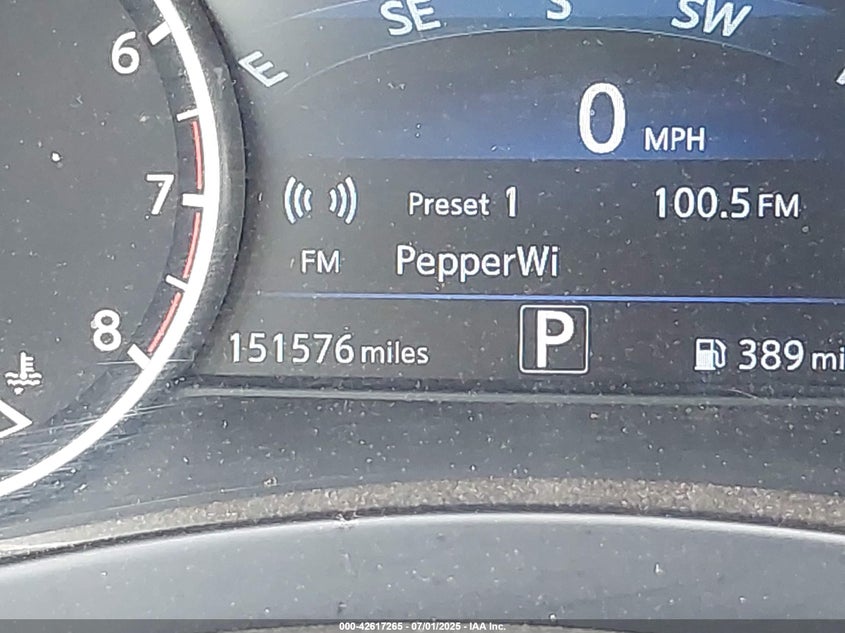 SE S SW
E
6
0 MPH
7
Preset 1 100.5 FM
FM PepperWi
8
151576 miles P 389 mi
000-42617265 - 07/01/2025 - IAA Inc.